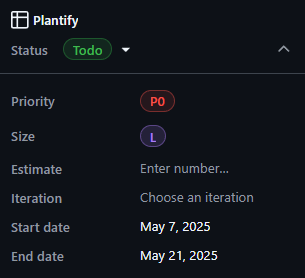 Plantify
Status Todo
Priority P0
Size L
Estimate Enter number...
Iteration Choose an iteration
Start date May 7, 2025
End date May 21, 2025